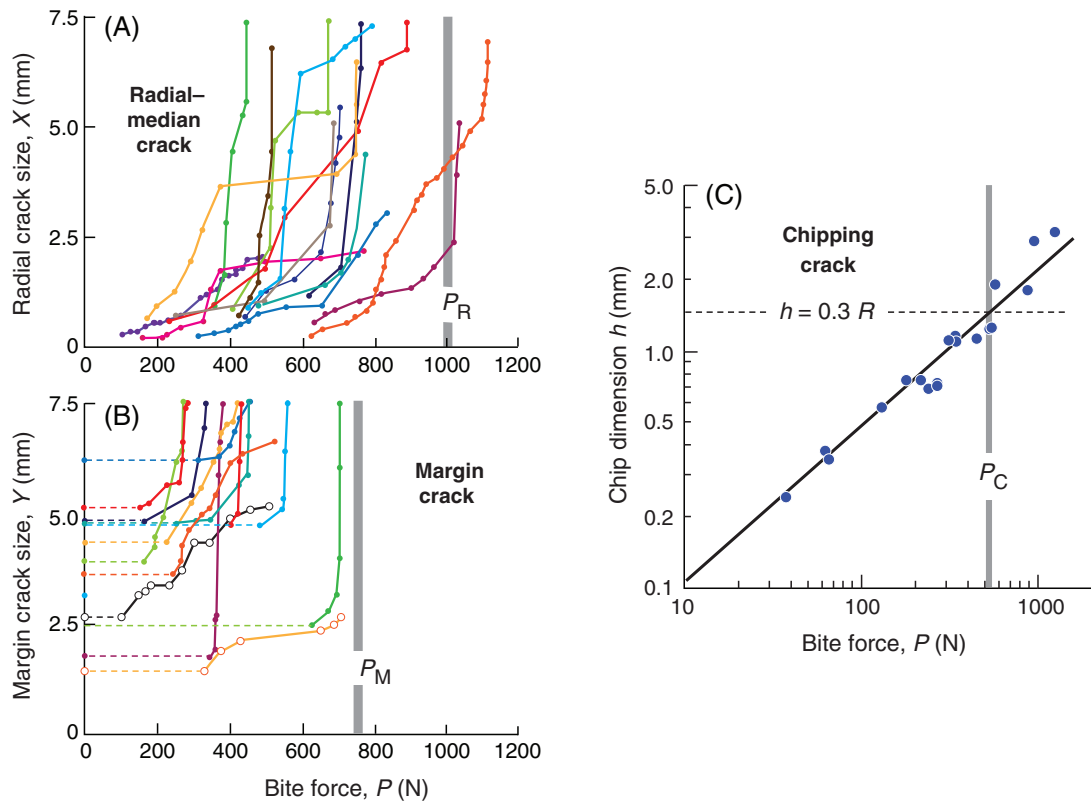 (A)
7.5
5.0
2.5
0
Radial crack size, X (mm)
Radial–
median
crack
P_R
0 200 400 600 800 1000 1200
(B)
7.5
5.0
2.5
0
Margin crack size, Y (mm)
Margin
crack
P_M
0 200 400 600 800 1000 1200
Bite force, P (N)
(C)
5.0
2.0
1.0
0.5
0.2
0.1
Chip dimension h (mm)
Chipping
crack
h = 0.3 R
P_C
10 100 1000
Bite force, P (N)